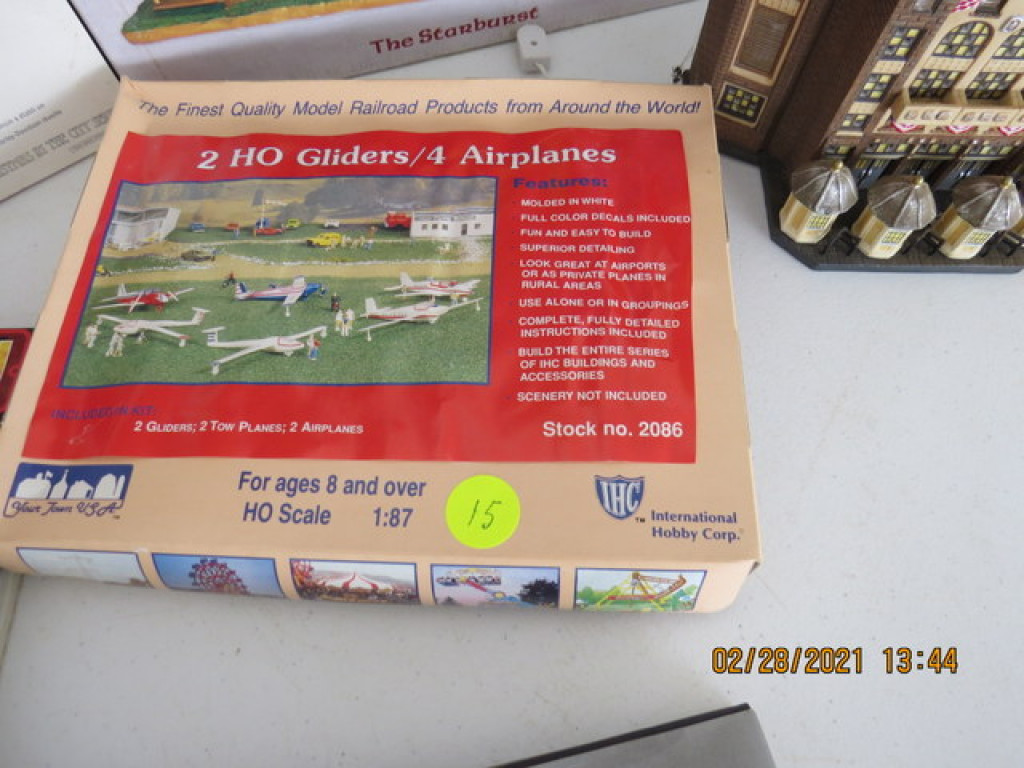 The Starburst
The Finest Quality Model Railroad Products from Around the World!
2 HO Gliders/4 Airplanes
Features:
MOLDED IN WHITE
FULL COLOR DECALS INCLUDED
FUN AND EASY TO BUILD
SUPERIOR DETAILING
LOOK GREAT AT AIRPORTS
OR AS PRIVATE PLANES IN
RURAL AREAS
USE ALONE OR IN GROUPINGS
COMPLETE, FULLY DETAILED
INSTRUCTIONS INCLUDED
BUILD THE ENTIRE SERIES
OF IHC BUILDINGS AND
ACCESSORIES
SCENERY NOT INCLUDED
INCLUDED IN KIT:
2 GLIDERS; 2 TOW PLANES; 2 AIRPLANES
Stock no. 2086
Your Town U.S.A.™
For ages 8 and over
HO Scale 1:87
15
IHC™
International
Hobby Corp.
02/28/2021 13:44